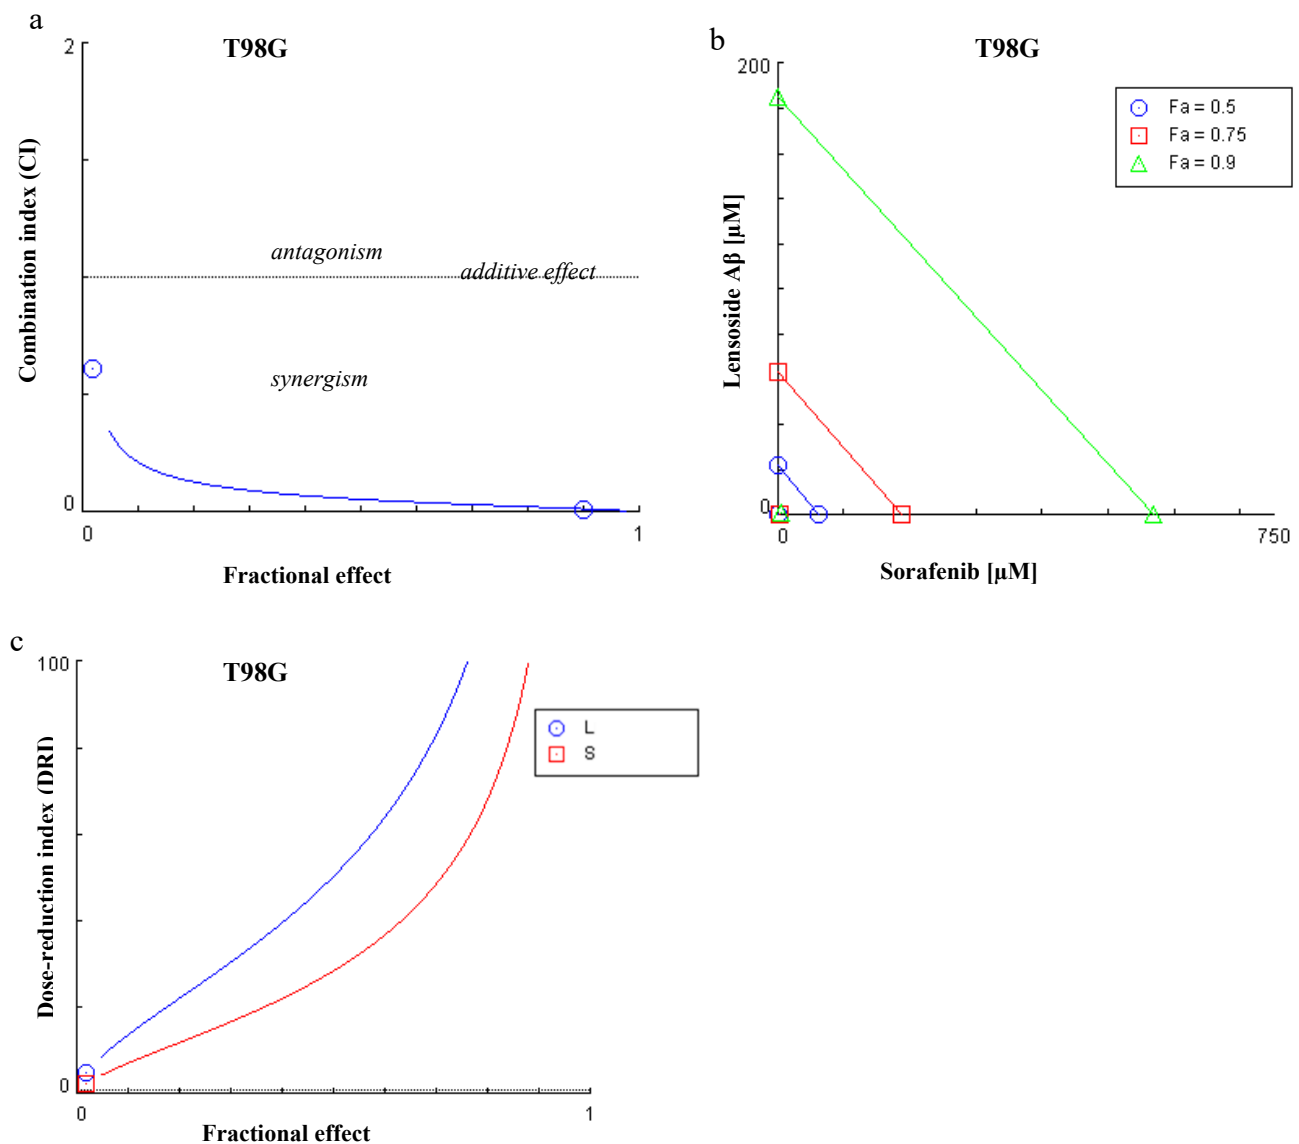 a
T98G
2
Combination index (CI)
antagonism
additive effect
synergism
0
0
1
Fractional effect
b
T98G
200
Fa = 0.5
Fa = 0.75
Fa = 0.9
Lensoside Aβ [µM]
0
0
750
Sorafenib [µM]
c
T98G
100
L
S
Dose-reduction index (DRI)
0
0
1
Fractional effect